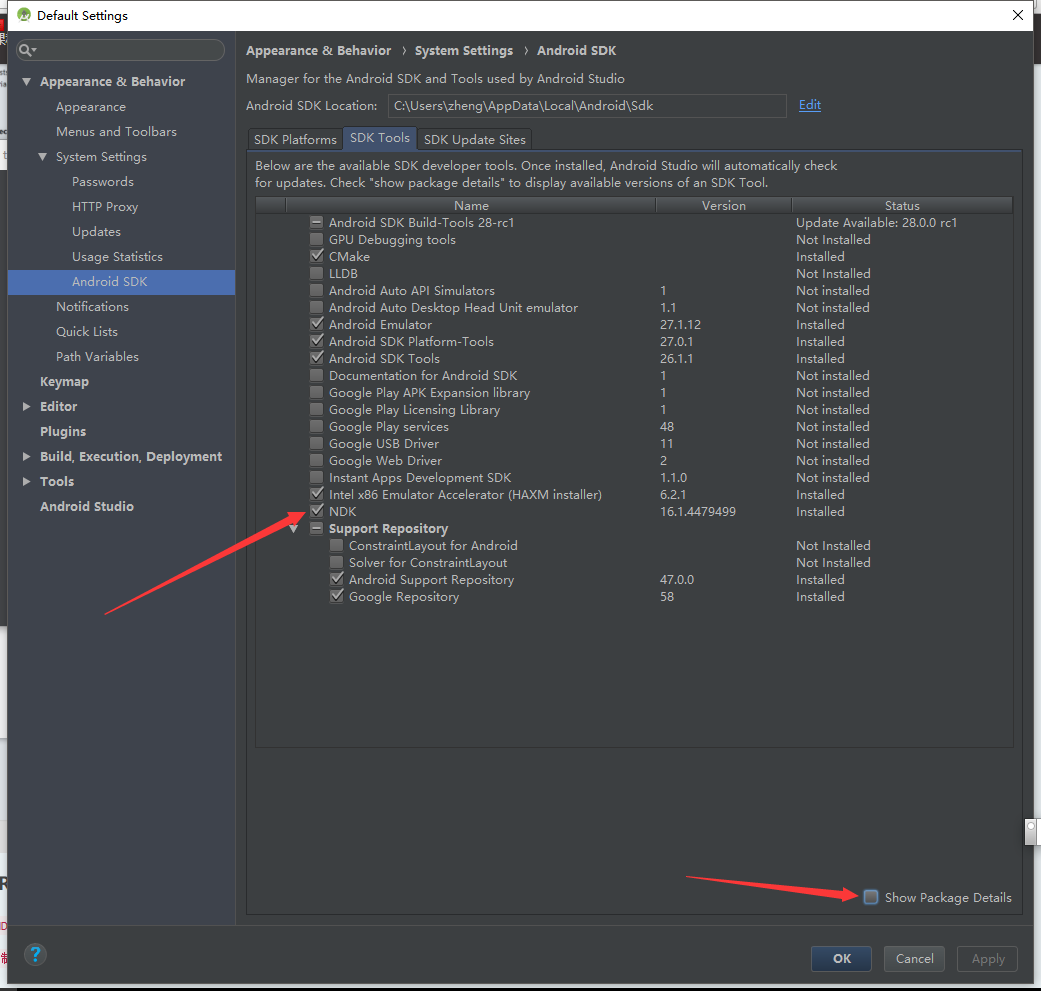 Default Settings
Appearance & Behavior
Appearance
Menus and Toolbars
System Settings
Passwords
HTTP Proxy
Updates
Usage Statistics
Android SDK
Notifications
Quick Lists
Path Variables
Keymap
Editor
Plugins
Build, Execution, Deployment
Tools
Android Studio
Appearance & Behavior › System Settings › Android SDK
Manager for the Android SDK and Tools used by Android Studio
Android SDK Location: C:\Users\zheng\AppData\Local\Android\Sdk Edit
SDK Platforms SDK Tools SDK Update Sites
Below are the available SDK developer tools. Once installed, Android Studio will automatically check
for updates. Check "show package details" to display available versions of an SDK Tool.
Name Version Status
Android SDK Build-Tools 28-rc1 Update Available: 28.0.0 rc1
GPU Debugging tools Not Installed
CMake Installed
LLDB Not Installed
Android Auto API Simulators 1 Not installed
Android Auto Desktop Head Unit emulator 1.1 Not installed
Android Emulator 27.1.12 Installed
Android SDK Platform-Tools 27.0.1 Installed
Android SDK Tools 26.1.1 Installed
Documentation for Android SDK 1 Not installed
Google Play APK Expansion library 1 Not installed
Google Play Licensing Library 1 Not installed
Google Play services 48 Not installed
Google USB Driver 11 Not installed
Google Web Driver 2 Not installed
Instant Apps Development SDK 1.1.0 Not installed
Intel x86 Emulator Accelerator (HAXM installer) 6.2.1 Installed
NDK 16.1.4479499 Installed
Support Repository
ConstraintLayout for Android Not Installed
Solver for ConstraintLayout Not Installed
Android Support Repository 47.0.0 Installed
Google Repository 58 Installed
Show Package Details
? OK Cancel Apply